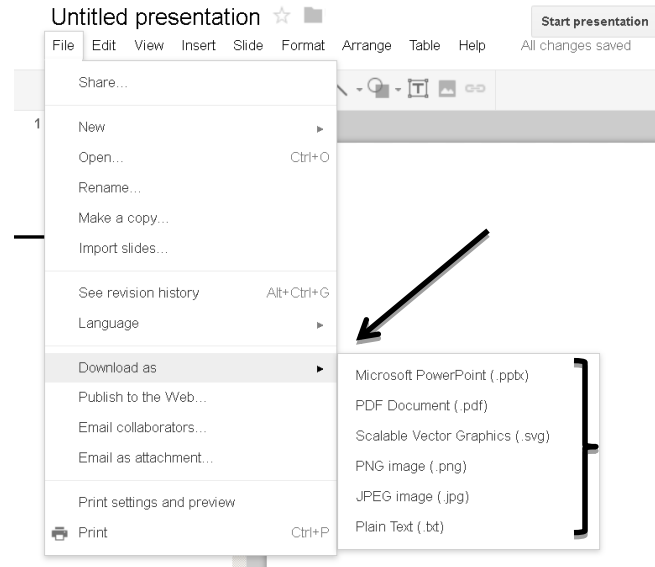 Untitled presentation
Start presentation
File Edit View Insert Slide Format Arrange Table Help All changes saved
Share...
1
New
Open... Ctrl+O
Rename...
Make a copy...
Import slides...
See revision history Alt+Ctrl+G
Language
Download as
Microsoft PowerPoint (.pptx)
Publish to the Web...
PDF Document (.pdf)
Email collaborators...
Scalable Vector Graphics (.svg)
Email as attachment...
PNG image (.png)
JPEG image (.jpg)
Print settings and preview
Plain Text (.txt)
Print Ctrl+P